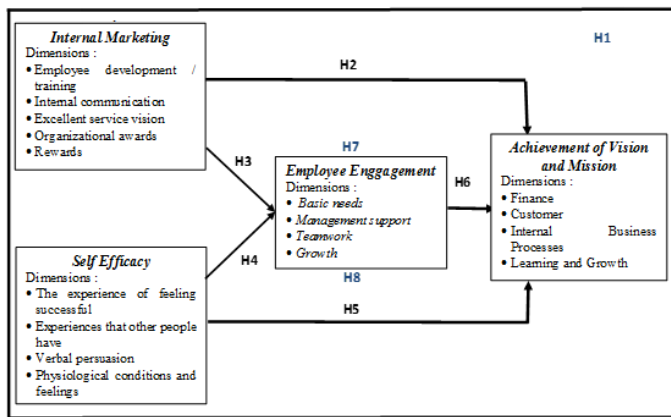 Internal Marketing
Dimensions :
• Employee development /
training
• Internal communication
• Excellent service vision
• Organizational awards
• Rewards
H1
H2
H3
H7
Employee Enggagement
Dimensions :
• Basic needs
• Management support
• Teamwork
• Growth
H6
Achievement of Vision
and Mission
Dimensions :
• Finance
• Customer
• Internal Business
Processes
• Learning and Growth
H4
H8
Self Efficacy
Dimensions :
• The experience of feeling
successful
• Experiences that other people
have
• Verbal persuasion
• Physiological conditions and
feelings
H5